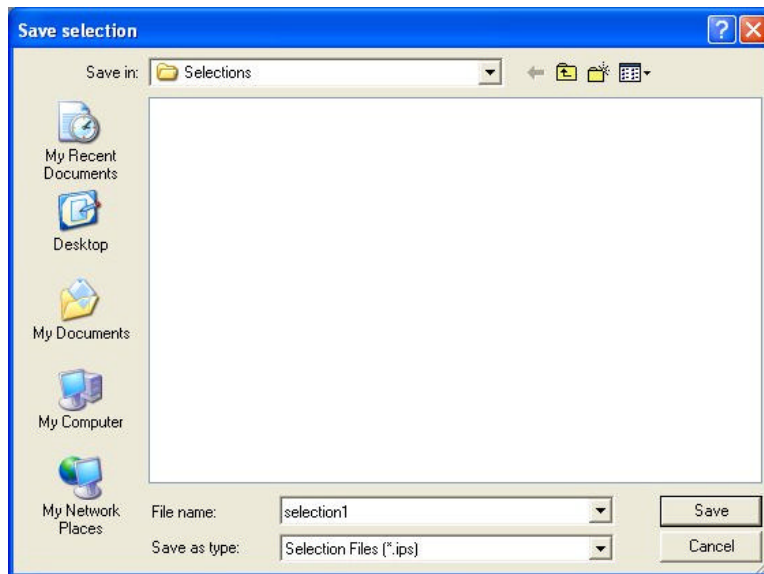 Save selection
Save in: Selections
My Recent
Documents
Desktop
My Documents
My Computer
My Network
Places
File name: selection1 Save
Save as type: Selection Files (*.ips) Cancel